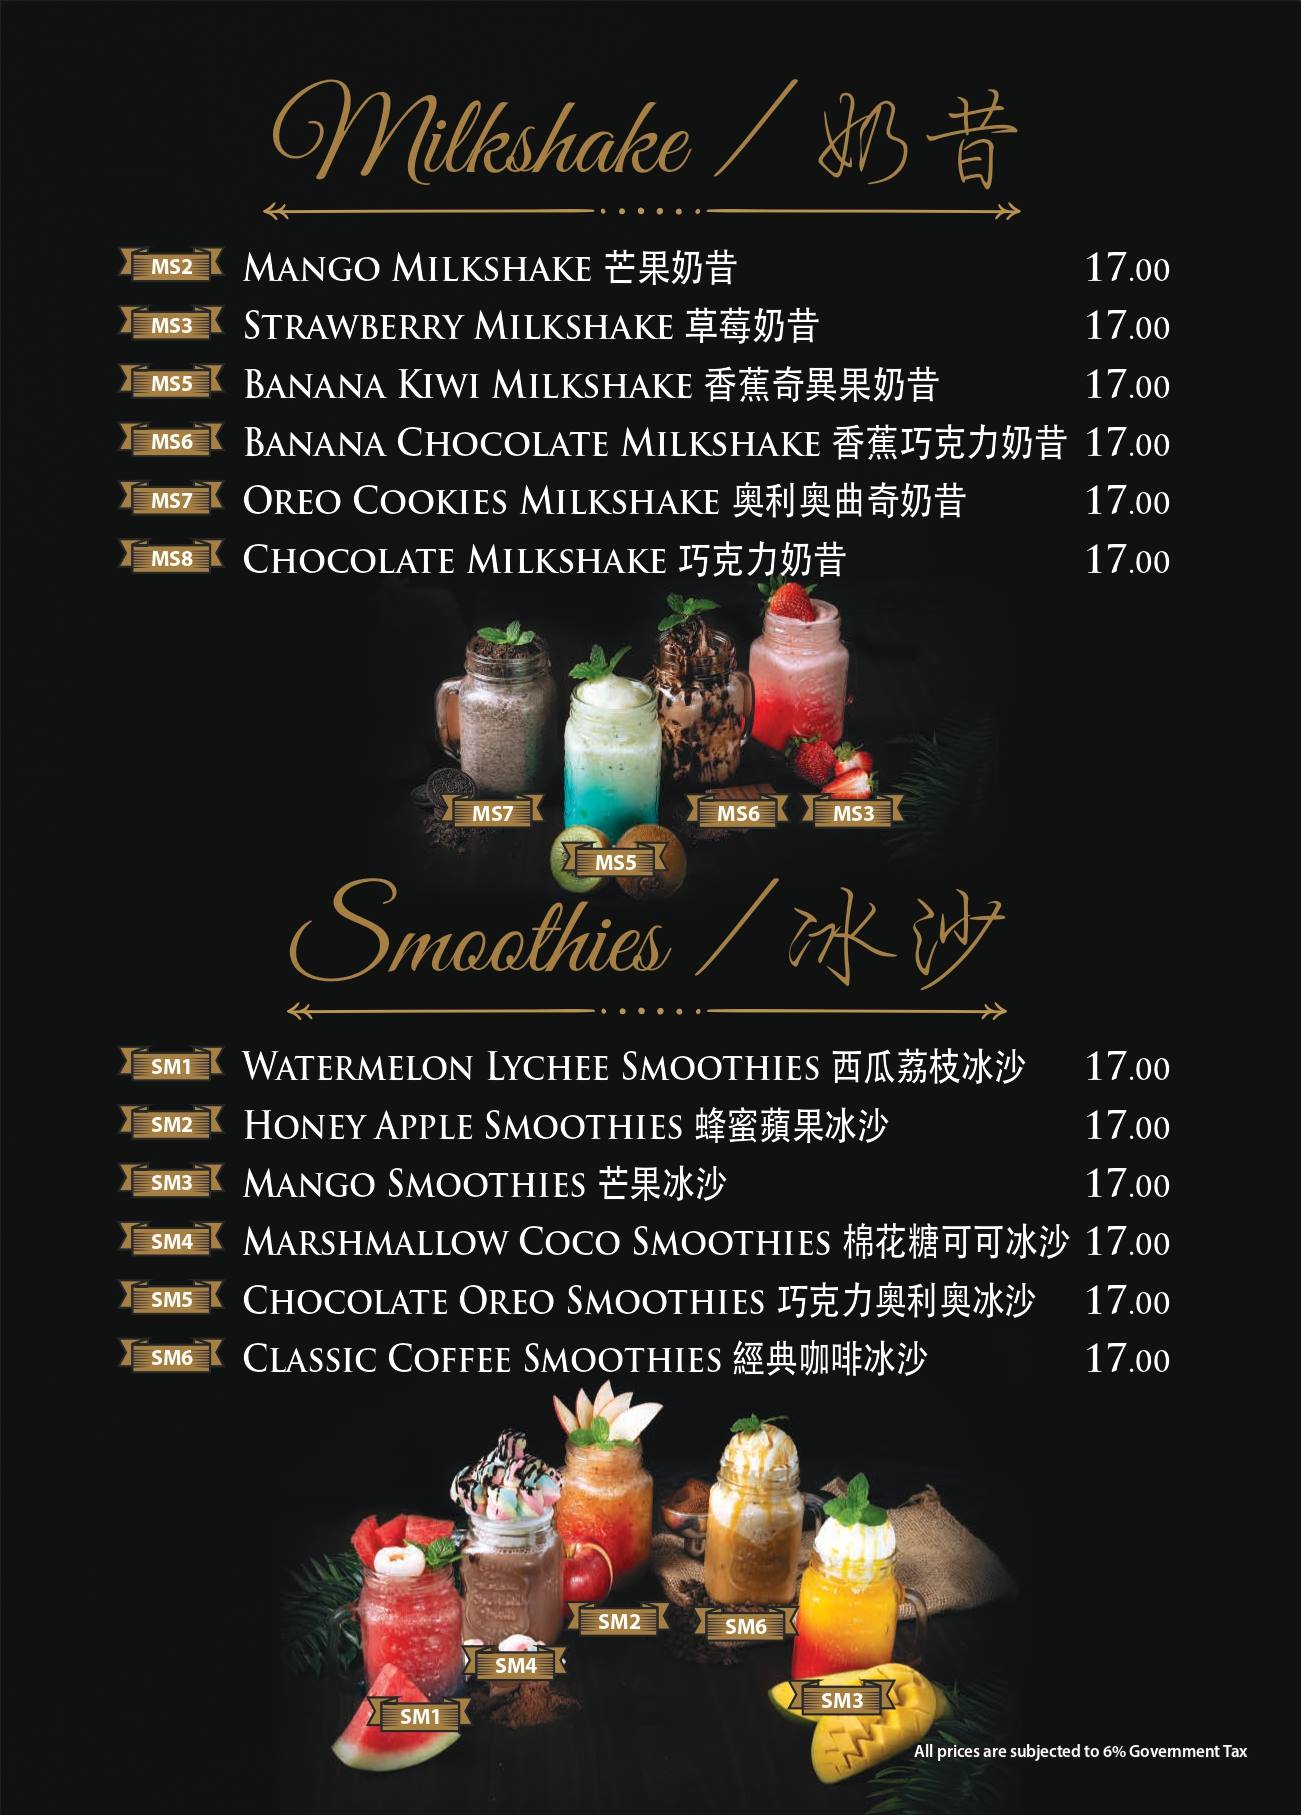 Milkshake / 奶昔
MS2 Mango Milkshake 芒果奶昔 17.00
MS3 Strawberry Milkshake 草莓奶昔 17.00
MS5 Banana Kiwi Milkshake 香蕉奇異果奶昔 17.00
MS6 Banana Chocolate Milkshake 香蕉巧克力奶昔 17.00
MS7 Oreo Cookies Milkshake 奧利奧曲奇奶昔 17.00
MS8 Chocolate Milkshake 巧克力奶昔 17.00
MS7 MS6 MS3
MS5
Smoothies / 冰沙
SM1 Watermelon Lychee Smoothies 西瓜荔枝冰沙 17.00
SM2 Honey Apple Smoothies 蜂蜜蘋果冰沙 17.00
SM3 Mango Smoothies 芒果冰沙 17.00
SM4 Marshmallow Coco Smoothies 棉花糖可可冰沙 17.00
SM5 Chocolate Oreo Smoothies 巧克力奧利奧冰沙 17.00
SM6 Classic Coffee Smoothies 經典咖啡冰沙 17.00
SM2 SM6
SM4
SM3
SM1
All prices are subjected to 6% Government Tax